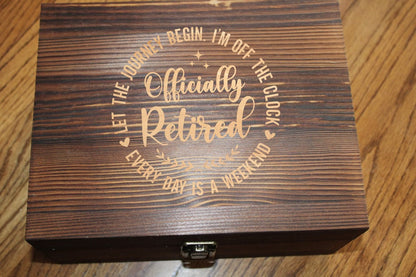 LET THE JOURNEY BEGIN. I'M OFF THE CLOCK
Officially
Retired
EVERY DAY IS A WEEKEND